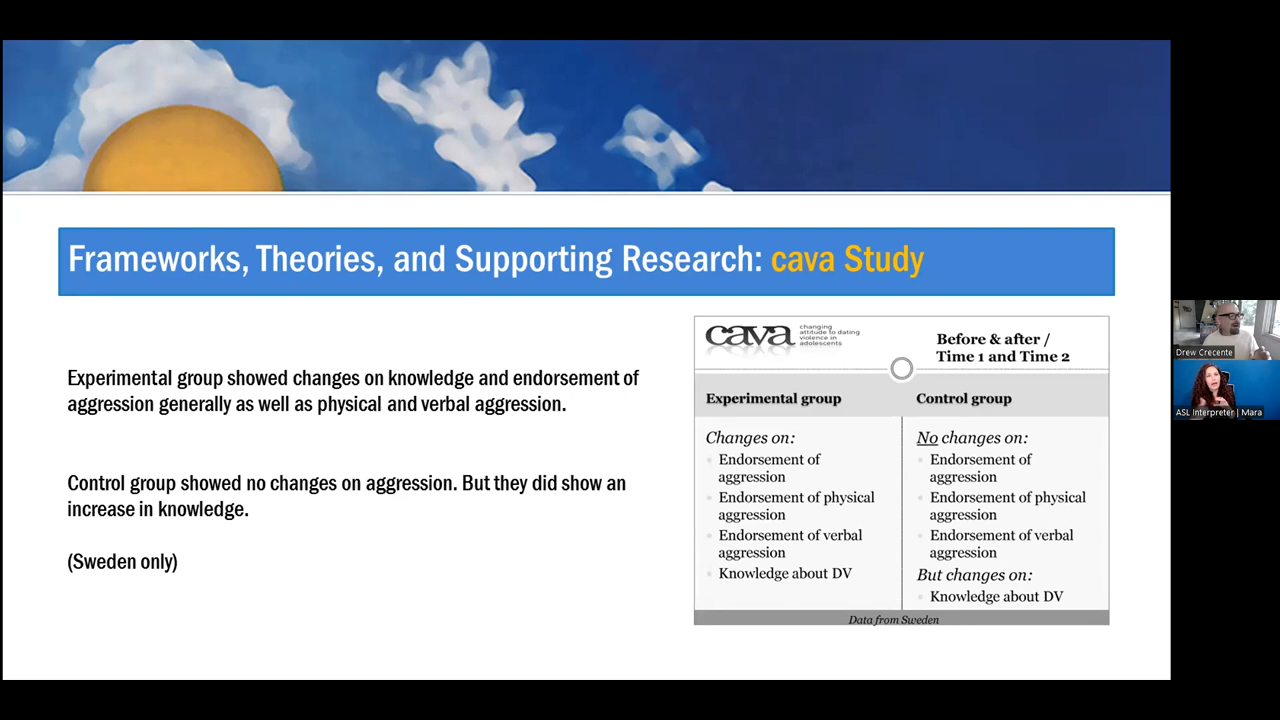 Frameworks, Theories, and Supporting Research: cava Study
Experimental group showed changes on knowledge and endorsement of
aggression generally as well as physical and verbal aggression.
Control group showed no changes on aggression. But they did show an
increase in knowledge.
(Sweden only)
cava
changing
attitude to dating
violence in
adolescents
Before & after /
Time 1 and Time 2
Experimental group
Control group
Changes on:
Endorsement of
aggression
Endorsement of physical
aggression
Endorsement of verbal
aggression
Knowledge about DV
No changes on:
Endorsement of
aggression
Endorsement of physical
aggression
Endorsement of verbal
aggression
But changes on:
Knowledge about DV
Data from Sweden
Drew Crecente
ASL Interpreter | Mara